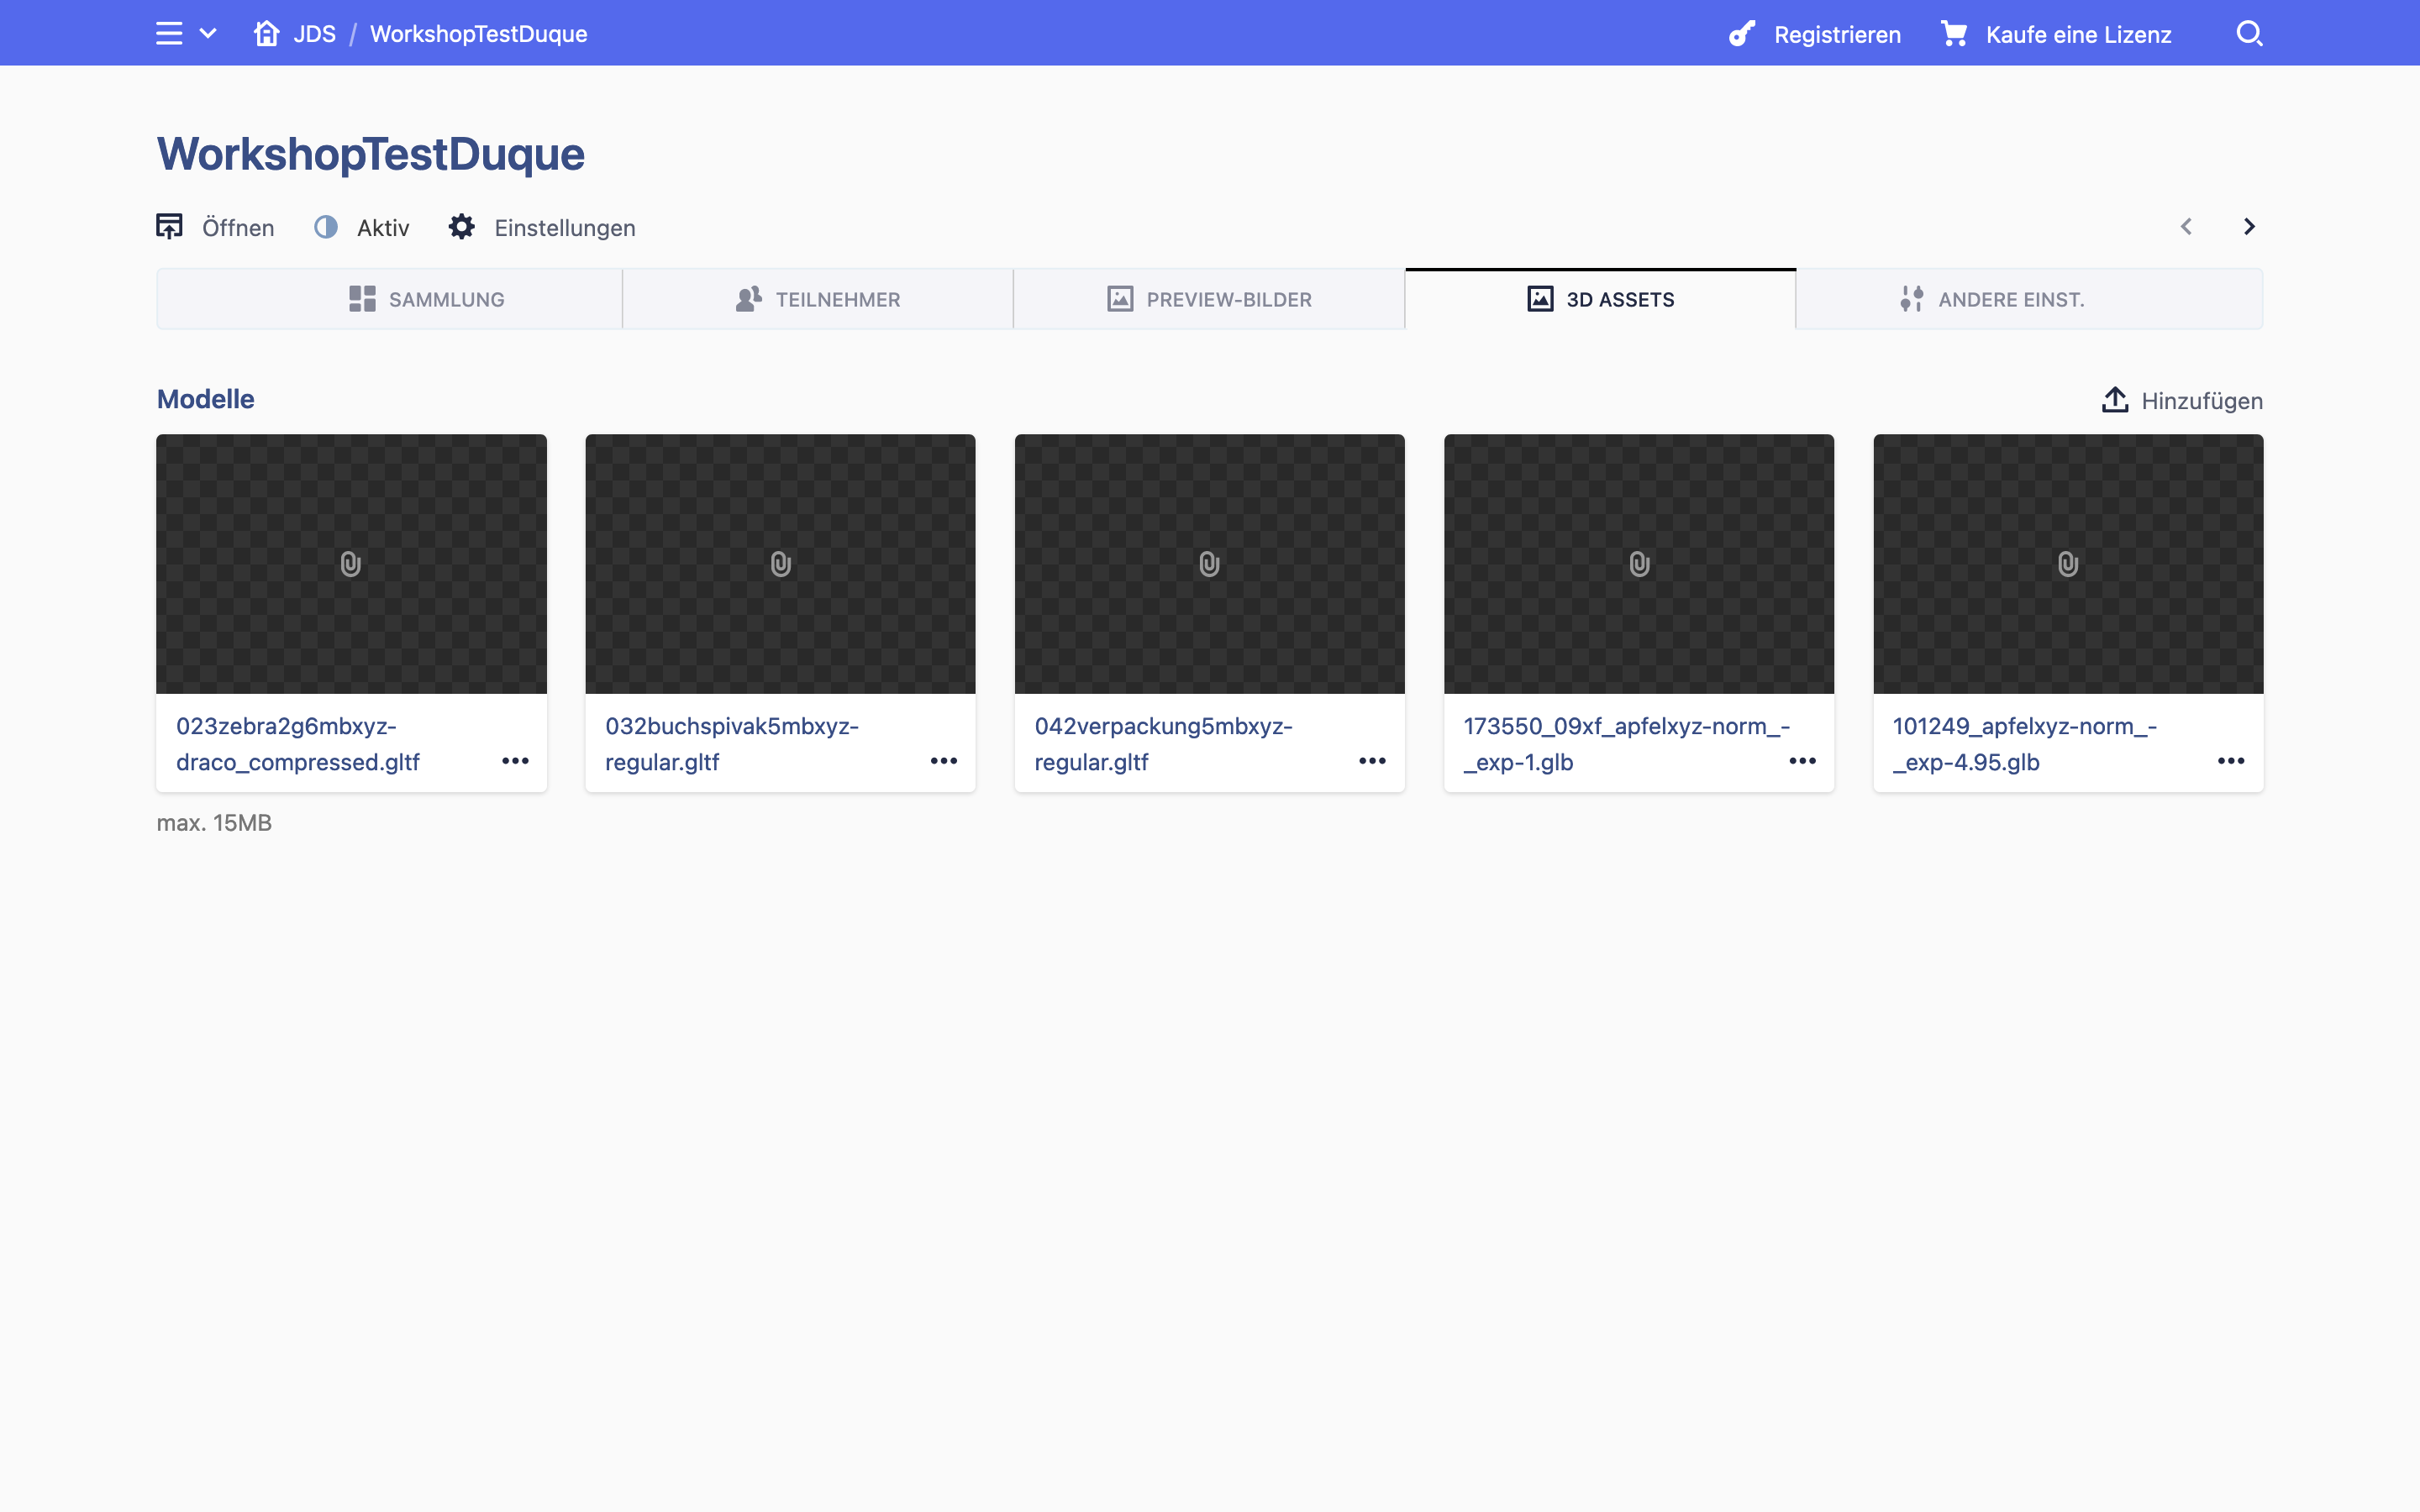 JDS / WorkshopTestDuque
Registrieren
Kaufe eine Lizenz
WorkshopTestDuque
Öffnen
Aktiv
Einstellungen
SAMMLUNG
TEILNEHMER
PREVIEW-BILDER
3D ASSETS
ANDERE EINST.
Modelle
Hinzufügen
023zebra2g6mbxyz-
draco_compressed.gltf
032buchspivak5mbxyz-
regular.gltf
042verpackung5mbxyz-
regular.gltf
173550_09xf_apfelxyz-norm_-
_exp-1.glb
101249_apfelxyz-norm_-
_exp-4.95.glb
max. 15MB